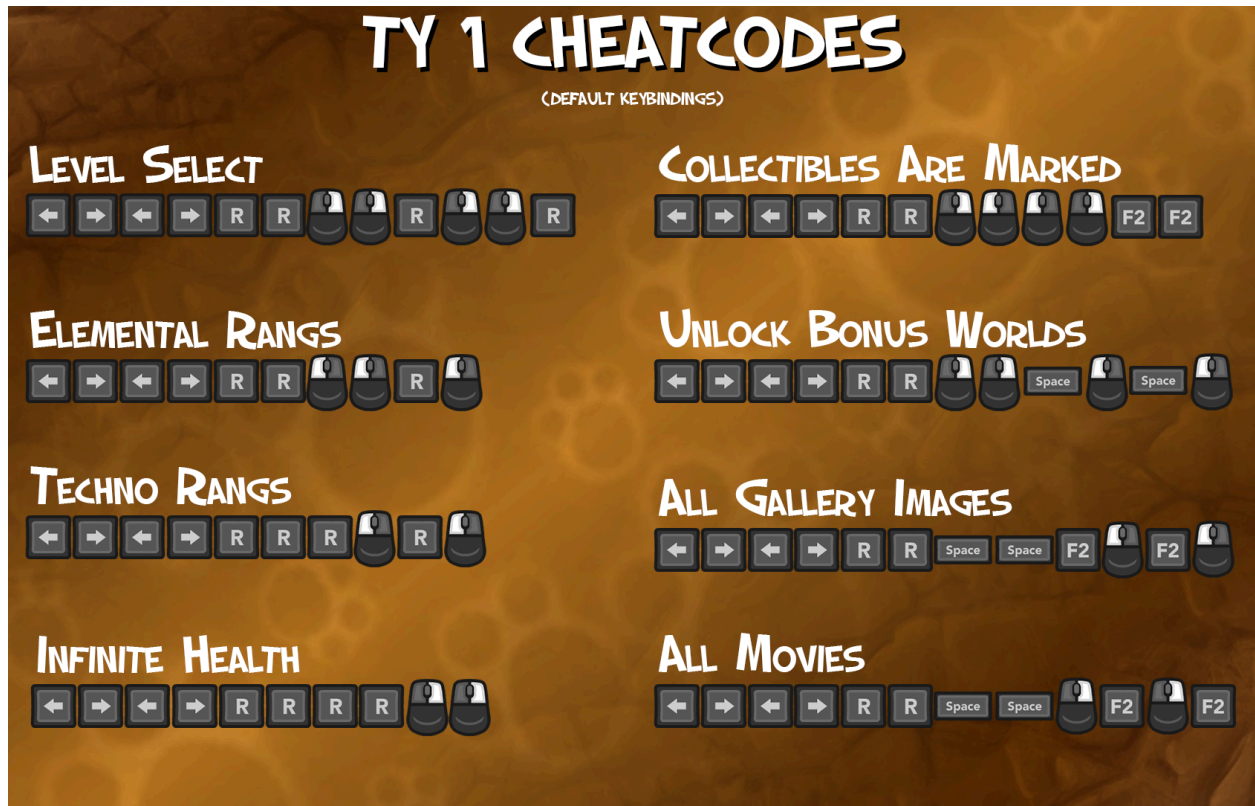 TY 1 CHEATCODES
(DEFAULT KEYBINDINGS)
LEVEL SELECT
← → ← → R R R R
ELEMENTAL RANGS
← → ← → R R R
TECHNO RANGS
← → ← → R R R R
INFINITE HEALTH
← → ← → R R R R
COLLECTIBLES ARE MARKED
← → ← → R R F2 F2
UNLOCK BONUS WORLDS
← → ← → R R Space Space
ALL GALLERY IMAGES
← → ← → R R Space Space F2 F2
ALL MOVIES
← → ← → R R Space Space F2 F2